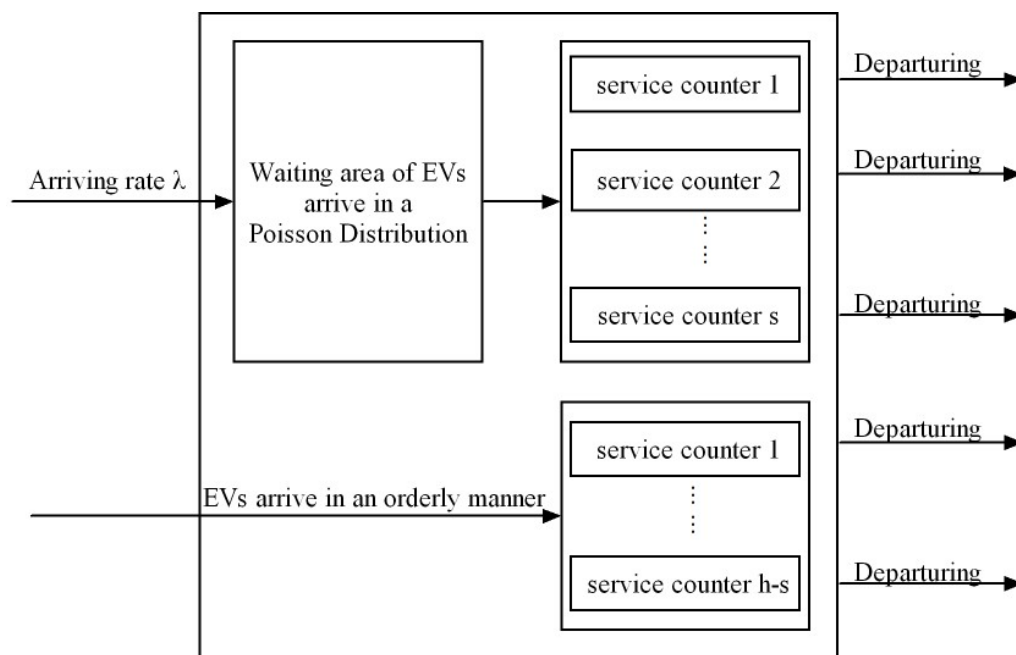 Departuring
service counter 1
Departuring
service counter 2
Arriving rate λ
Waiting area of EVs
arrive in a
Poisson Distribution
Departuring
service counter s
Departuring
service counter 1
EVs arrive in an orderly manner
Departuring
service counter h-s